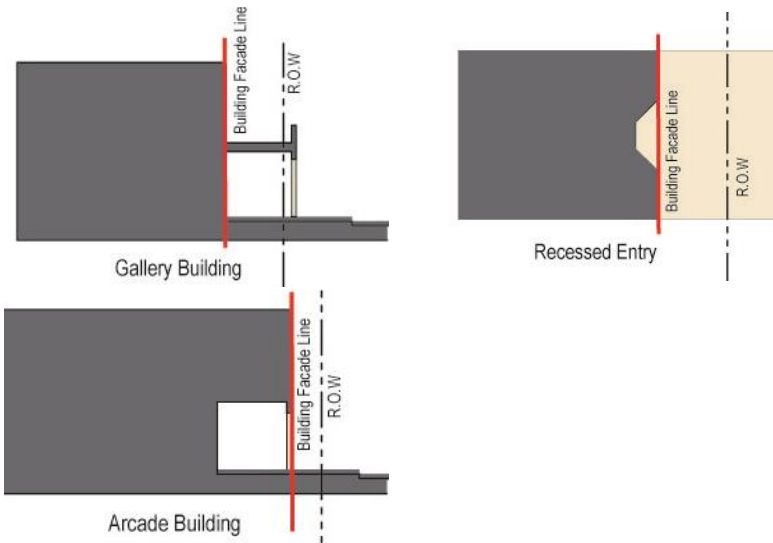 Building Facade Line
R.O.W
Gallery Building
Building Facade Line
R.O.W
Recessed Entry
Building Facade Line
R.O.W
Arcade Building